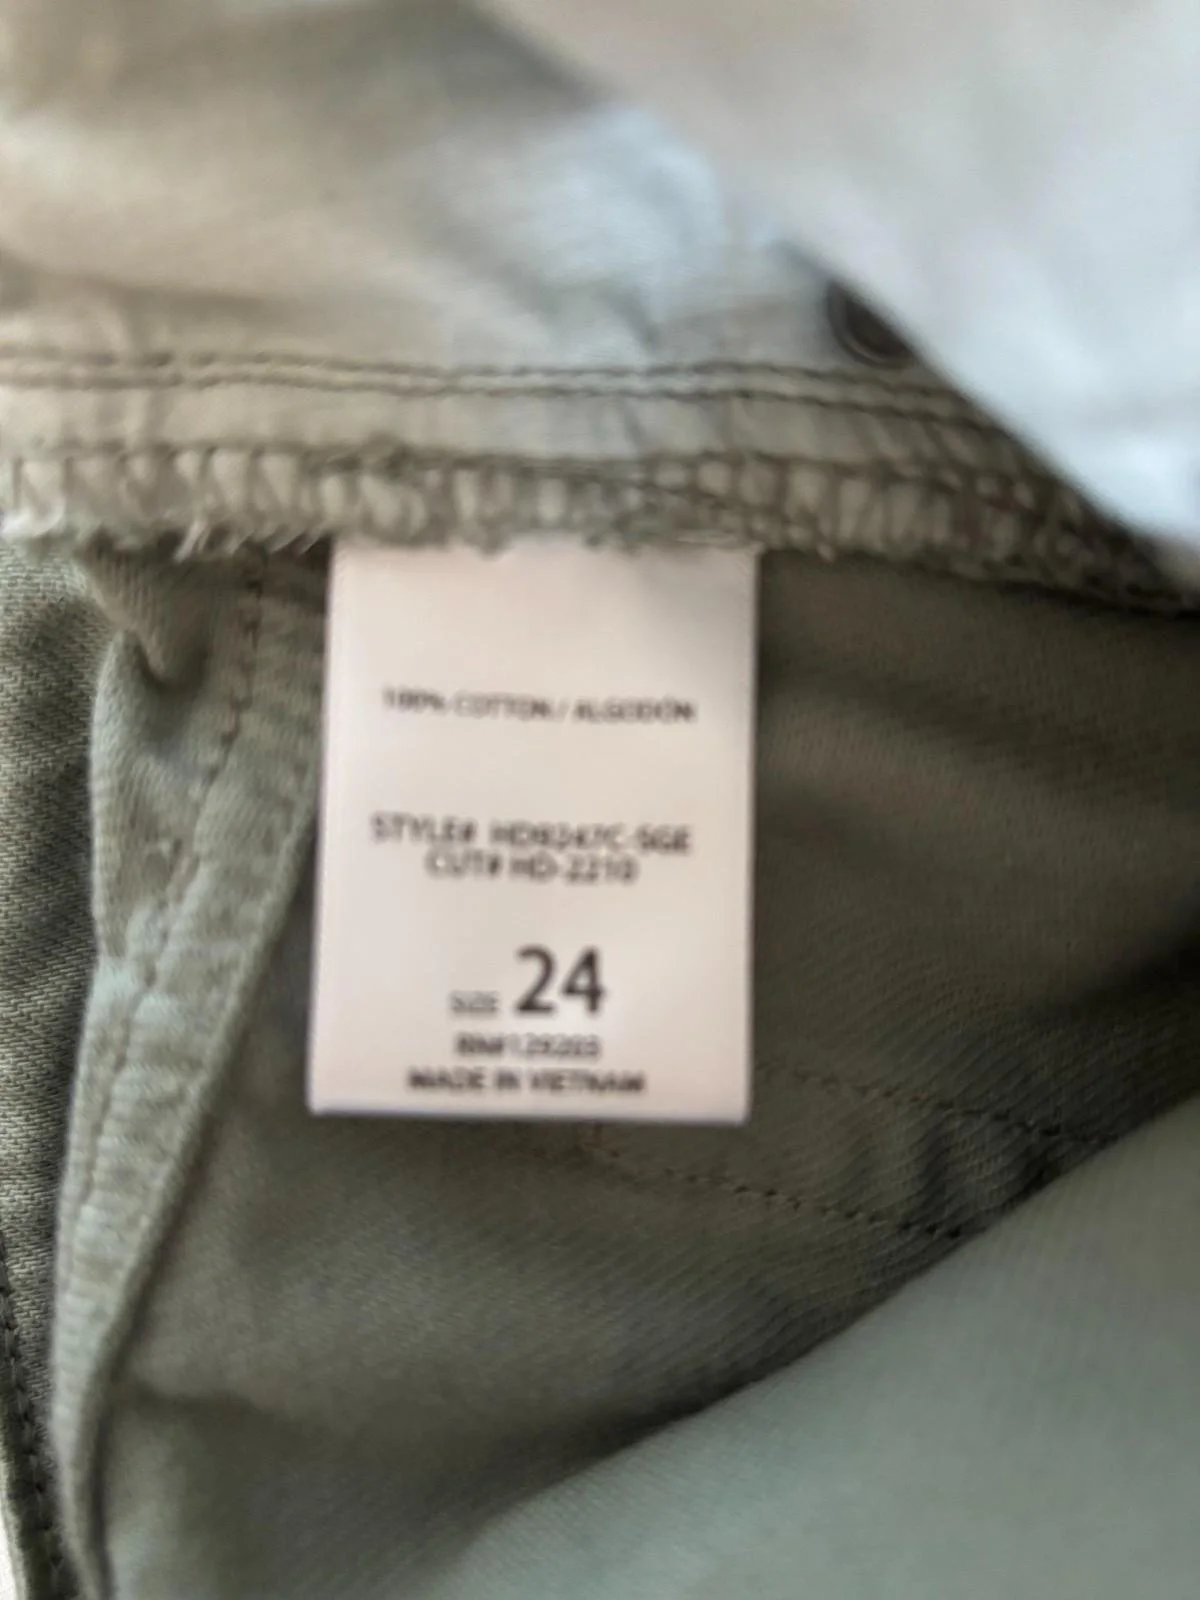 100% COTTON / ALGODÓN
STYLE# HD8247C-SGE
CUT# HD-2210
SIZE 24
MADE IN VIETNAM